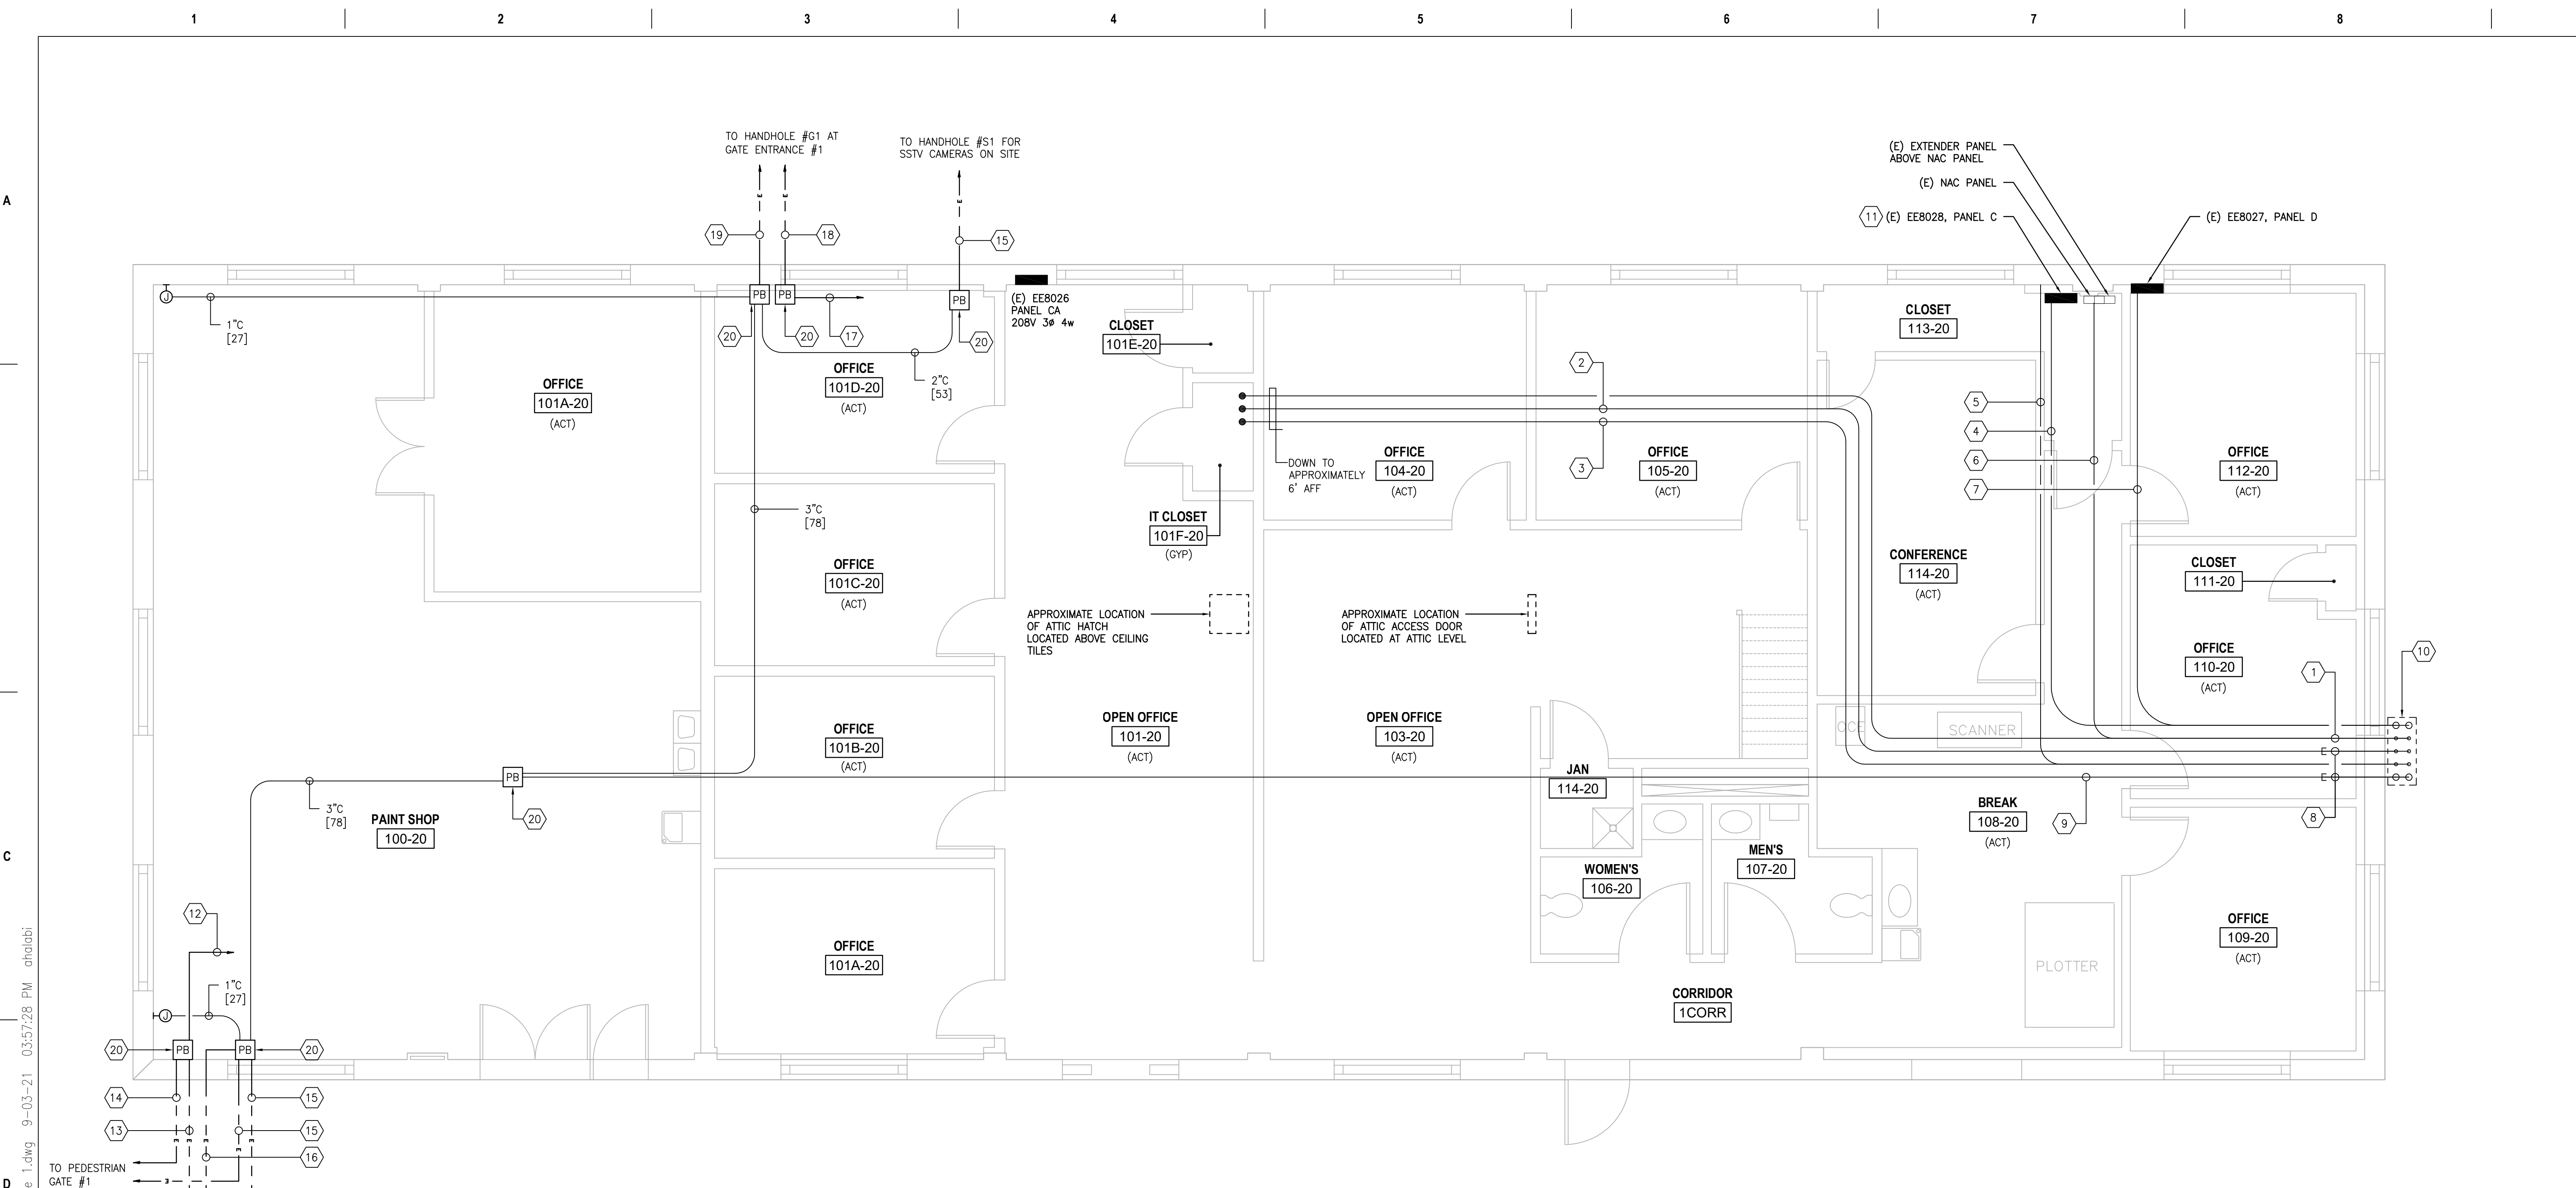 1
2
3
4
5
6
7
8
A
C
D
TO HANDHOLE #G1 AT
GATE ENTRANCE #1
TO HANDHOLE #S1 FOR
SSTV CAMERAS ON SITE
(E) EXTENDER PANEL
ABOVE NAC PANEL
(E) NAC PANEL
11
(E) EE8028, PANEL C
(E) EE8027, PANEL D
19
18
15
E
E
E
J
1"C
[27]
PB
PB
PB
20
20
17
20
(E) EE8026
PANEL CA
208V 3ø 4w
CLOSET
101E-20
CLOSET
113-20
OFFICE
101A-20
(ACT)
OFFICE
101D-20
(ACT)
2"C
[53]
2
5
4
6
7
3
DOWN TO
APPROXIMATELY
6' AFF
OFFICE
104-20
(ACT)
OFFICE
105-20
(ACT)
OFFICE
112-20
(ACT)
3"C
[78]
IT CLOSET
101F-20
(GYP)
OFFICE
101C-20
(ACT)
CONFERENCE
114-20
(ACT)
CLOSET
111-20
APPROXIMATE LOCATION
OF ATTIC HATCH
LOCATED ABOVE CEILING
TILES
APPROXIMATE LOCATION
OF ATTIC ACCESS DOOR
LOCATED AT ATTIC LEVEL
OFFICE
110-20
(ACT)
1
10
OFFICE
101B-20
(ACT)
OPEN OFFICE
101-20
(ACT)
OPEN OFFICE
103-20
(ACT)
OCE
SCANNER
E
E
PB
20
3"C
[78]
PAINT SHOP
100-20
JAN
114-20
BREAK
108-20
(ACT)
9
8
WOMEN'S
106-20
MEN'S
107-20
12
OFFICE
101A-20
OFFICE
109-20
(ACT)
PLOTTER
1"C
[27]
CORRIDOR
1CORR
J
20
PB
PB
20
14
15
13
15
16
E
E
E
E
E
E
TO PEDESTRIAN
GATE #1
e 1.dwg 9-03-21 03:57:28 PM ahalabi